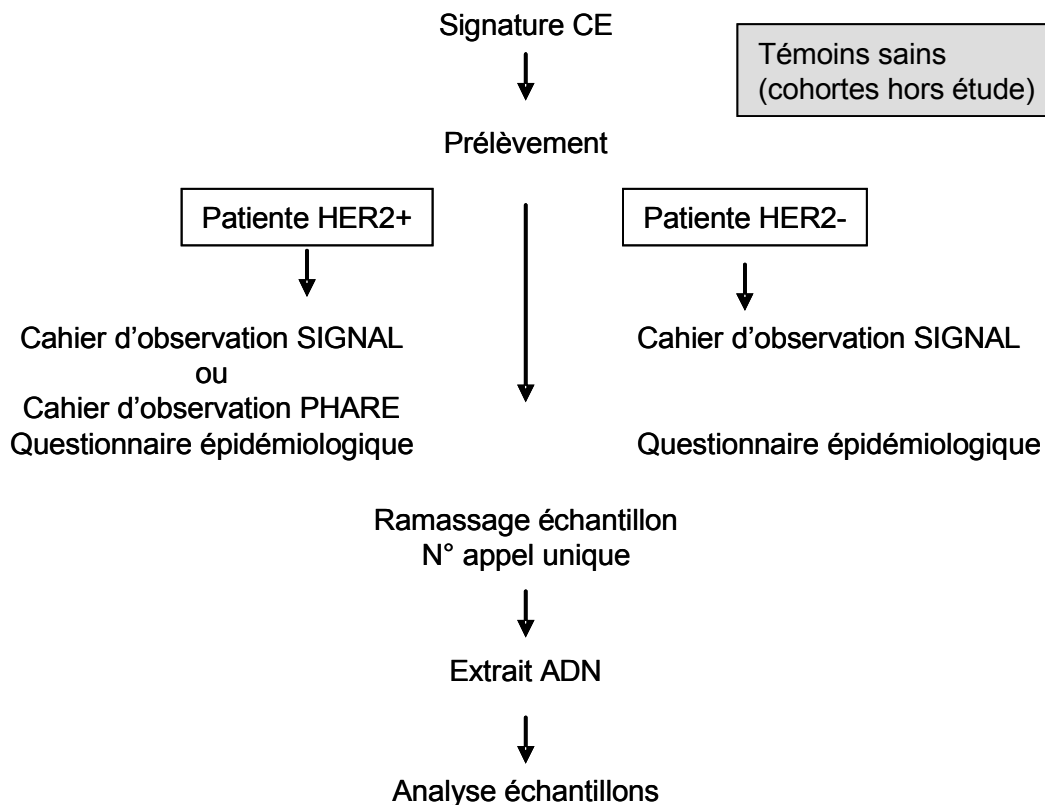 Signature CE
Témoins sains
(cohortes hors étude)
Prélèvement
Patiente HER2+
Patiente HER2-
Cahier d'observation SIGNAL
ou
Cahier d'observation PHARE
Questionnaire épidémiologique
Cahier d'observation SIGNAL
Questionnaire épidémiologique
Ramassage échantillon
N° appel unique
Extrait ADN
Analyse échantillons